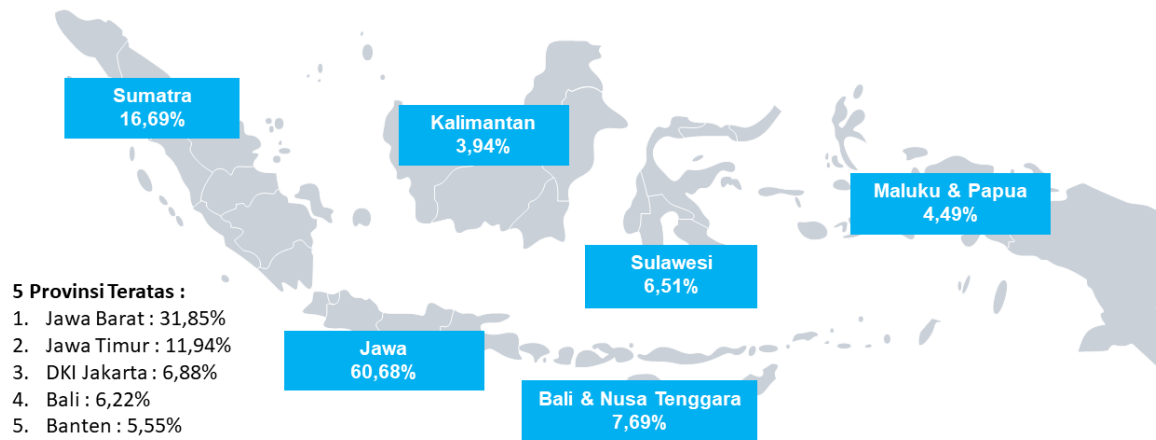 Sumatra
16,69%
Kalimantan
3,94%
Maluku & Papua
4,49%
Sulawesi
6,51%
5 Provinsi Teratas :
1. Jawa Barat : 31,85%
2. Jawa Timur : 11,94%
3. DKI Jakarta : 6,88%
4. Bali : 6,22%
5. Banten : 5,55%
Jawa
60,68%
Bali & Nusa Tenggara
7,69%